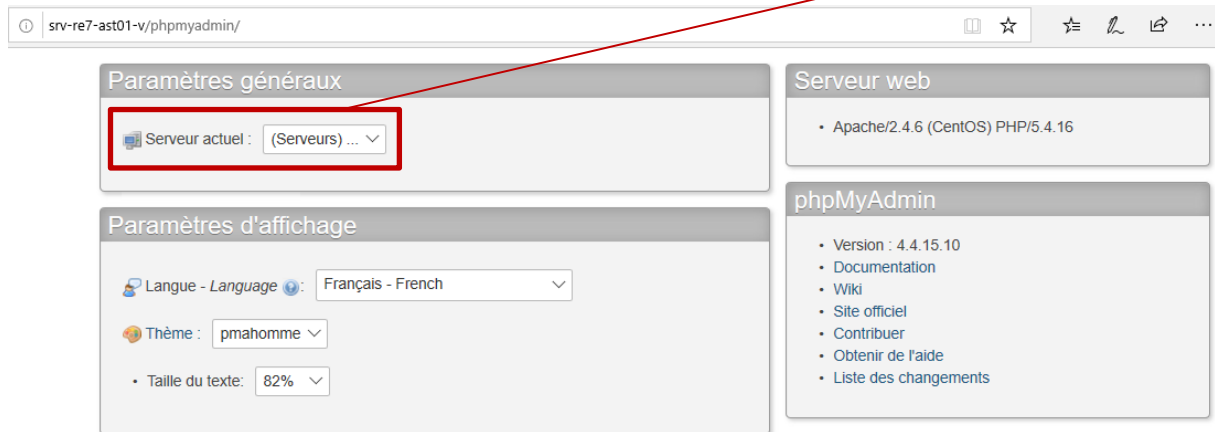 srv-re7-ast01-v/phpmyadmin/
Paramètres généraux
Serveur actuel : (Serveurs) ...
Paramètres d'affichage
Langue - Language : Français - French
Thème : pmahomme
• Taille du texte: 82%
Serveur web
• Apache/2.4.6 (CentOS) PHP/5.4.16
phpMyAdmin
• Version : 4.4.15.10
• Documentation
• Wiki
• Site officiel
• Contribuer
• Obtenir de l'aide
• Liste des changements